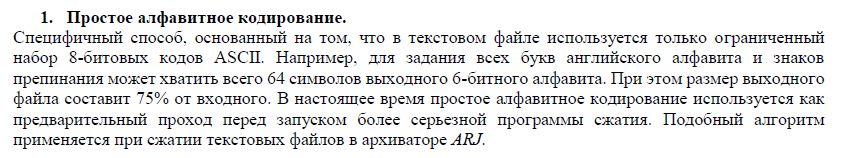 1. Простое алфавитное кодирование.
Специфичный способ, основанный на том, что в текстовом файле используется только ограниченный
набор 8-битовых кодов ASCII. Например, для задания всех букв английского алфавита и знаков
препинания может хватить всего 64 символов выходного 6-битного алфавита. При этом размер выходного
файла составит 75% от входного. В настоящее время простое алфавитное кодирование используется как
предварительный проход перед запуском более серьезной программы сжатия. Подобный алгоритм
применяется при сжатии текстовых файлов в архиваторе ARJ.